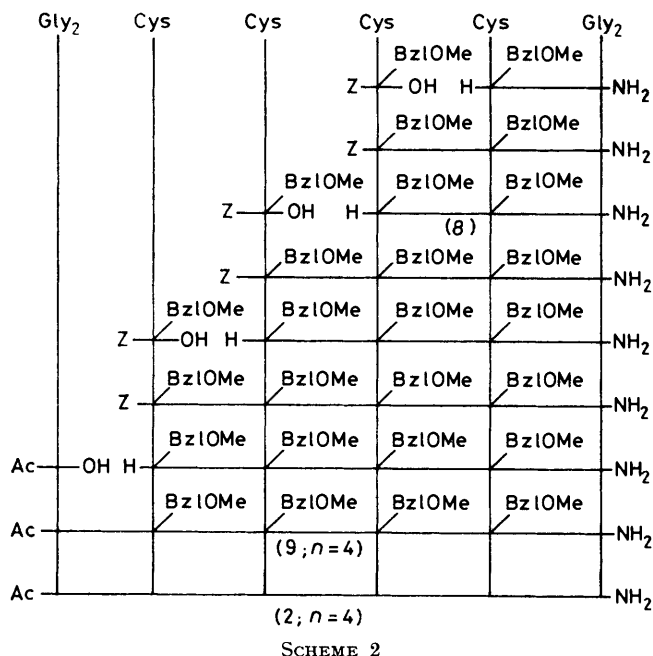 Gly2 Cys Cys Cys Cys Gly2
BzlOMe BzlOMe
Z OH H NH2
BzlOMe BzlOMe
Z NH2
BzlOMe BzlOMe BzlOMe
Z OH H NH2
(8)
BzlOMe BzlOMe BzlOMe
Z NH2
BzlOMe BzlOMe BzlOMe BzlOMe
Z OH H NH2
BzlOMe BzlOMe BzlOMe BzlOMe
Z NH2
BzlOMe BzlOMe BzlOMe BzlOMe
Ac OH H NH2
BzlOMe BzlOMe BzlOMe BzlOMe
Ac NH2
(9; n=4)
Ac NH2
(2; n=4)
SCHEME 2